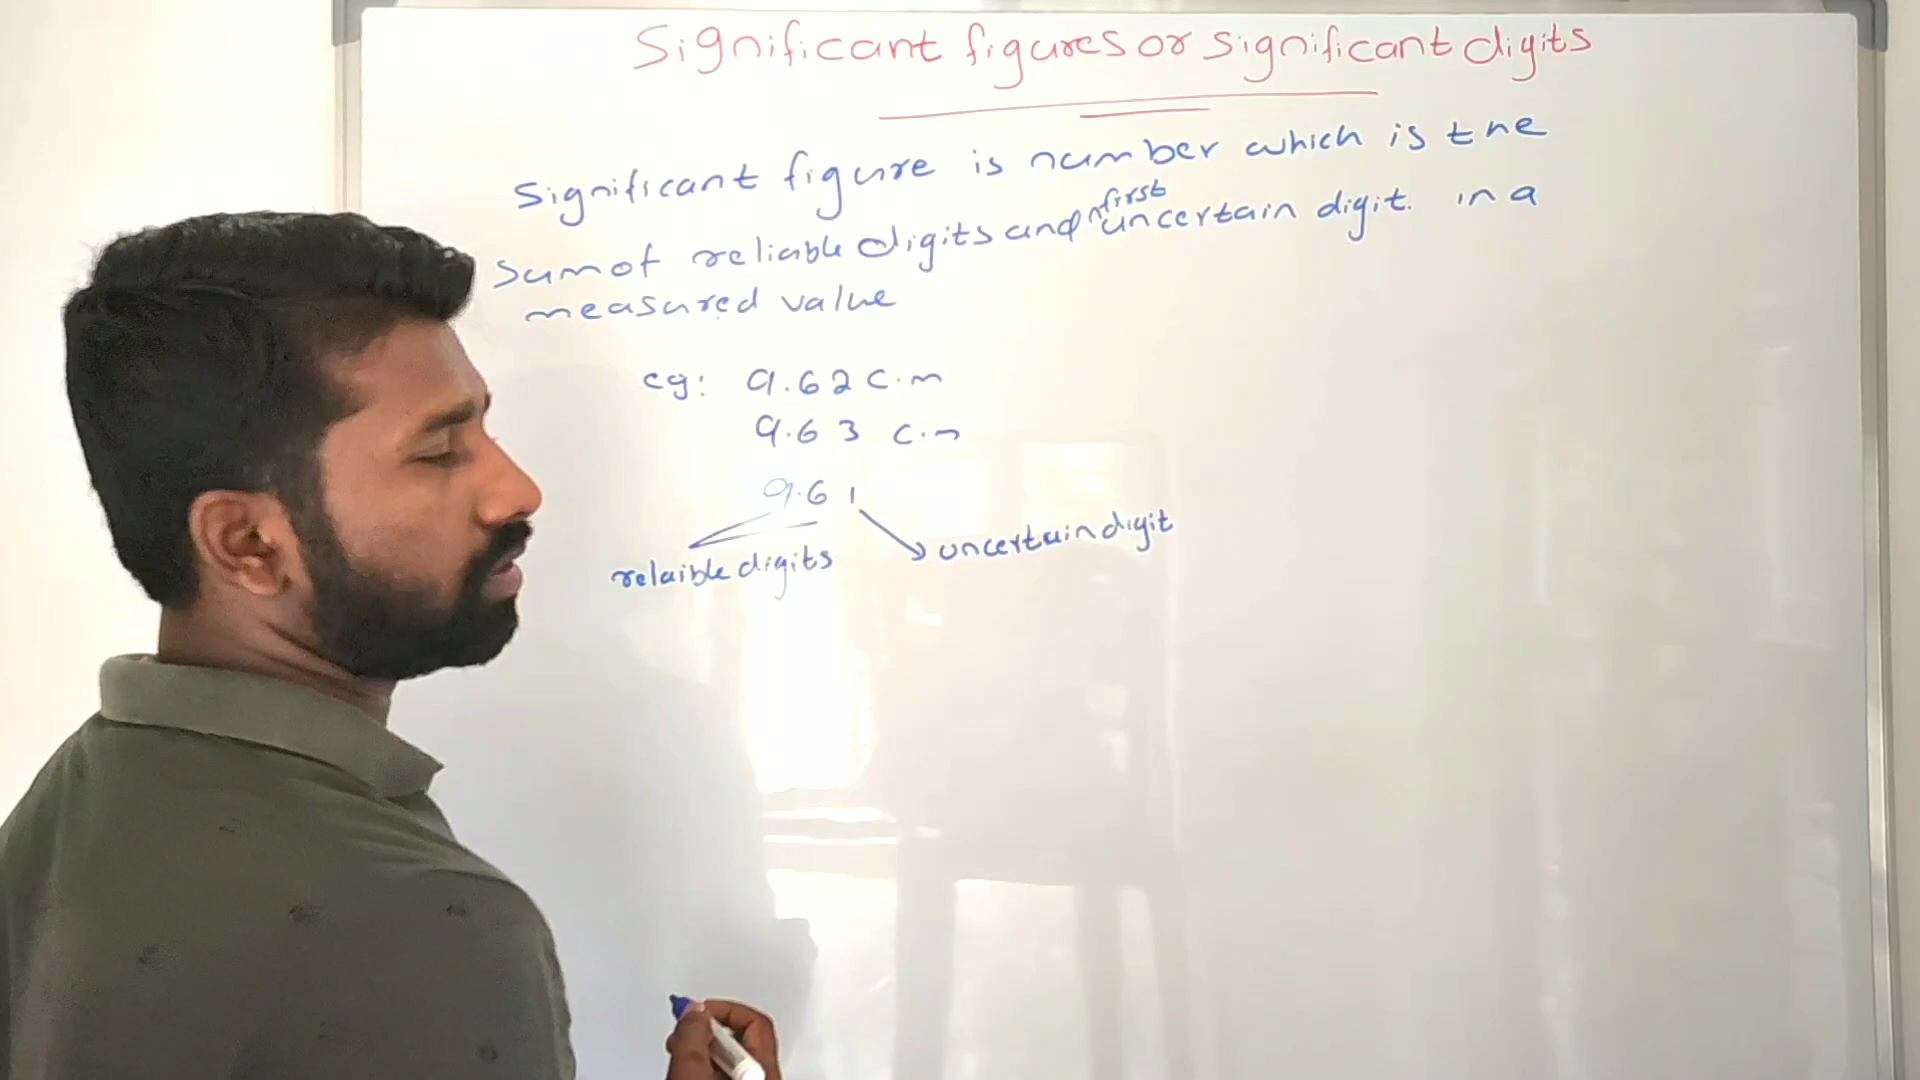 Significant figures or significant digits
Significant figure is number which is the
first
sum of reliable digits and uncertain digit. in a
measured value
eg: 9.62 c.m
9.63 c.m
9.61
relaible digits
uncertain digit